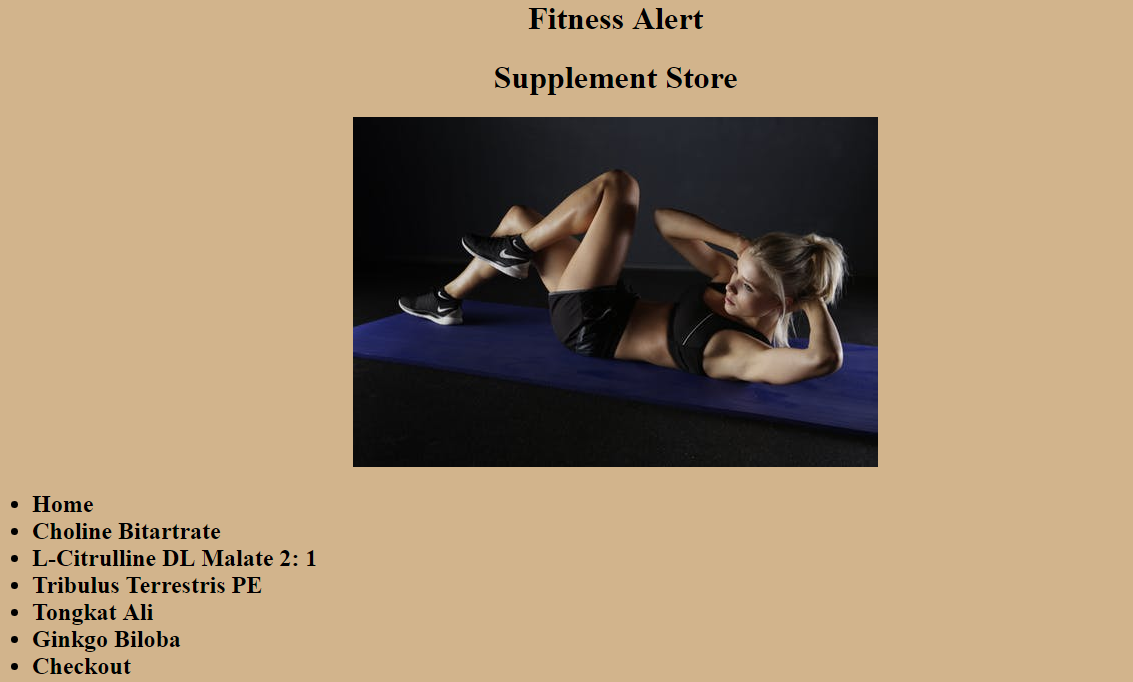 Fitness Alert
Supplement Store
Home
Choline Bitartrate
L-Citrulline DL Malate 2: 1
Tribulus Terrestris PE
Tongkat Ali
Ginkgo Biloba
Checkout